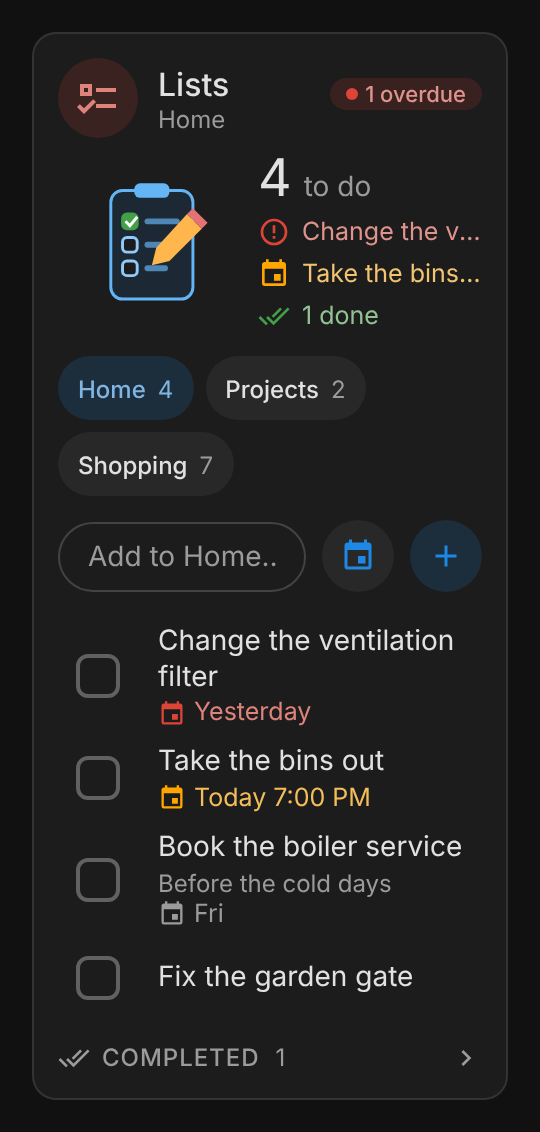 Lists
Home
1 overdue
4 to do
Change the v...
Take the bins...
1 done
Home 4
Projects 2
Shopping 7
Add to Home..
Change the ventilation
filter
Yesterday
Take the bins out
Today 7:00 PM
Book the boiler service
Before the cold days
Fri
Fix the garden gate
COMPLETED 1